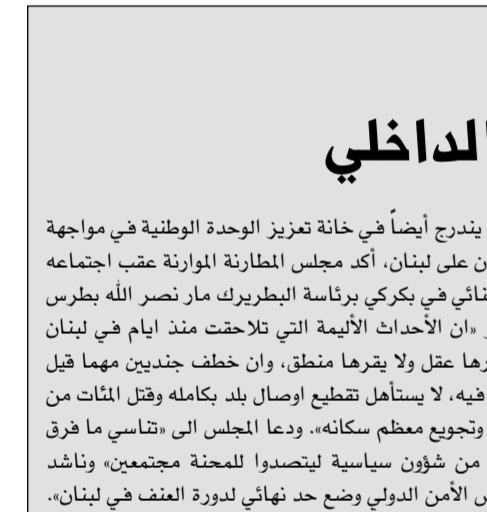 الداخلي
يندرج أيضاً في خانة تعزيز الوحدة الوطنية في مواجهة
على لبنان، أكد مجلس المطارنة الموارنة عقب اجتماعه
في بكركي برئاسة البطريرك مار نصر الله بطرس
«ان الأحداث الأليمة التي تلاحقت منذ ايام في لبنان
عقل ولا يقرها منطق، وان خطف جنديين مهما قيل
فيه، لا يستأهل تقطيع اوصال بلد بكامله وقتل المئات من
وتجويع معظم سكانه». ودعا المجلس الى «تناسي ما فرق
من شؤون سياسية ليتصدوا للمحنة مجتمعين» وناشد
الأمن الدولي وضع حد نهائي لدورة العنف في لبنان».